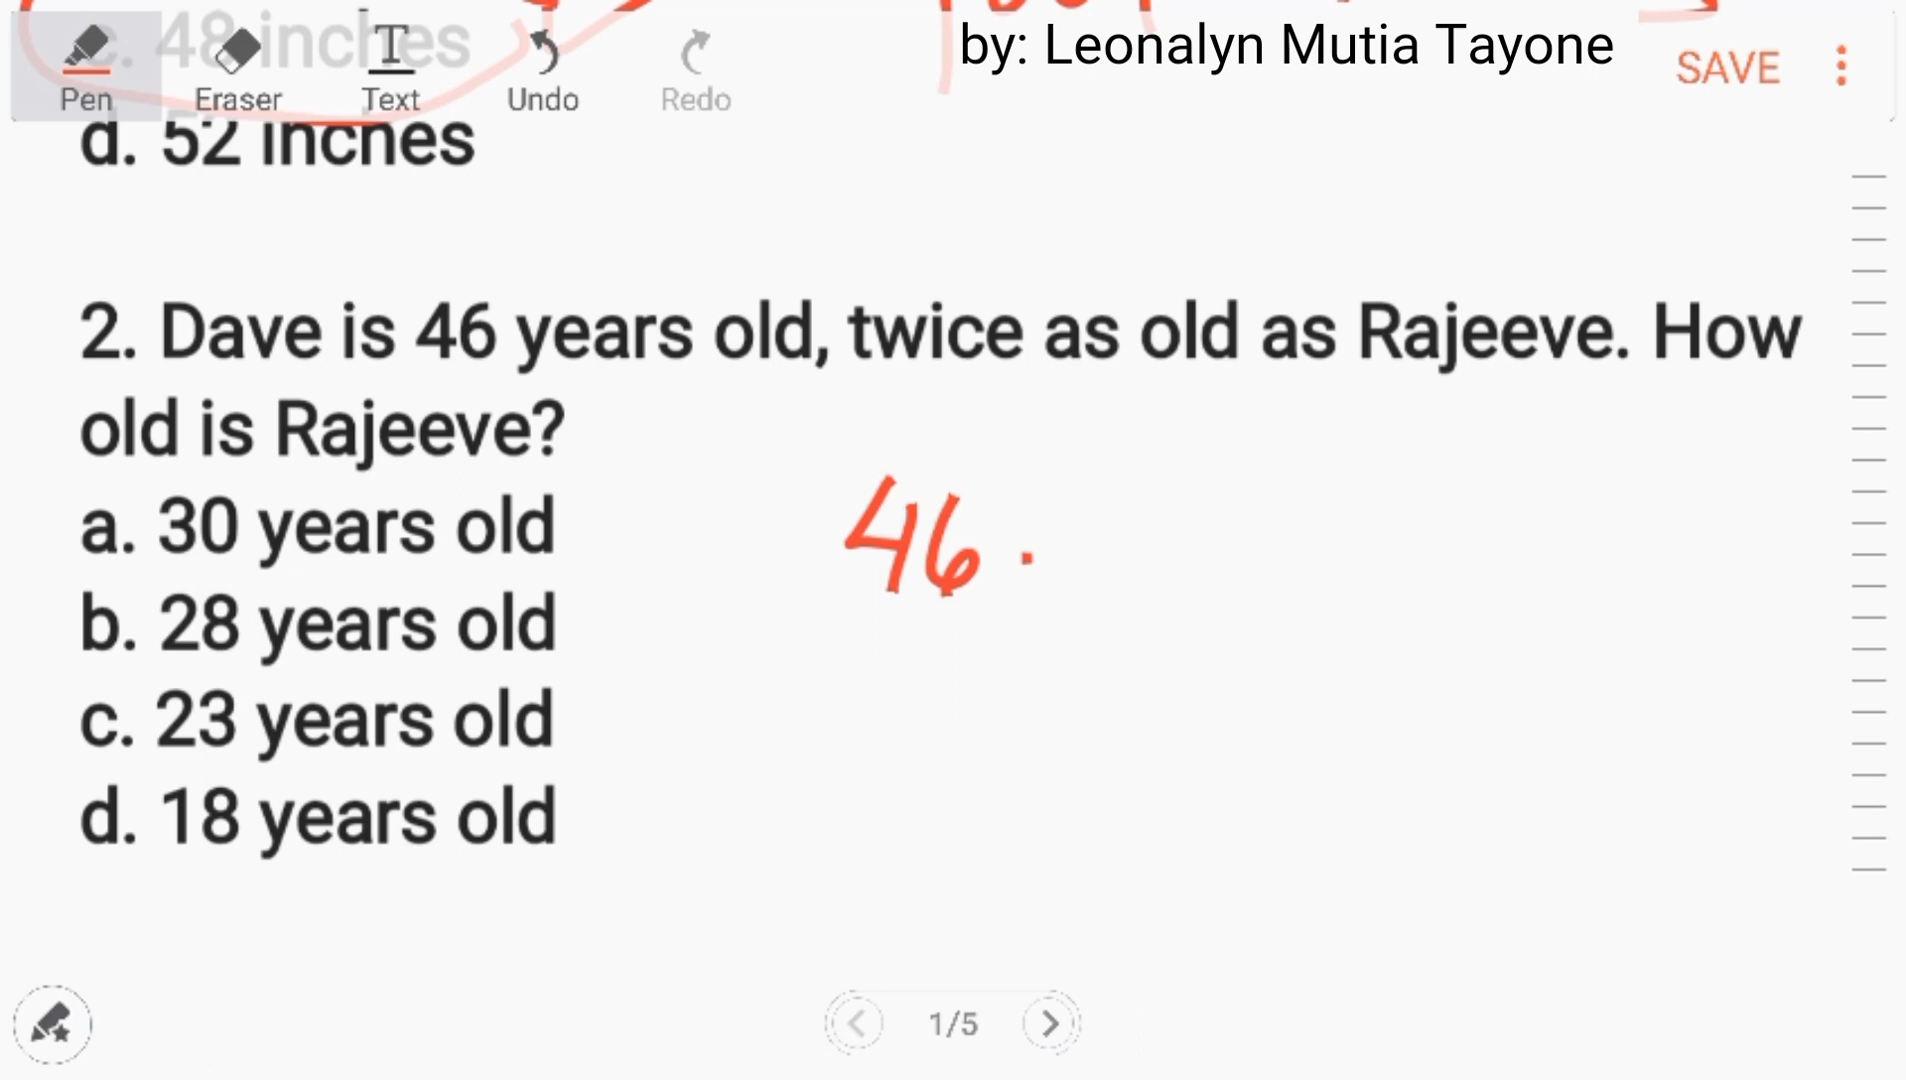 c. 48 inches
by: Leonalyn Mutia Tayone
SAVE
Pen
Eraser
Text
Undo
Redo
d. 52 inches
2. Dave is 46 years old, twice as old as Rajeeve. How
old is Rajeeve?
a. 30 years old
46 .
b. 28 years old
c. 23 years old
d. 18 years old
1/5